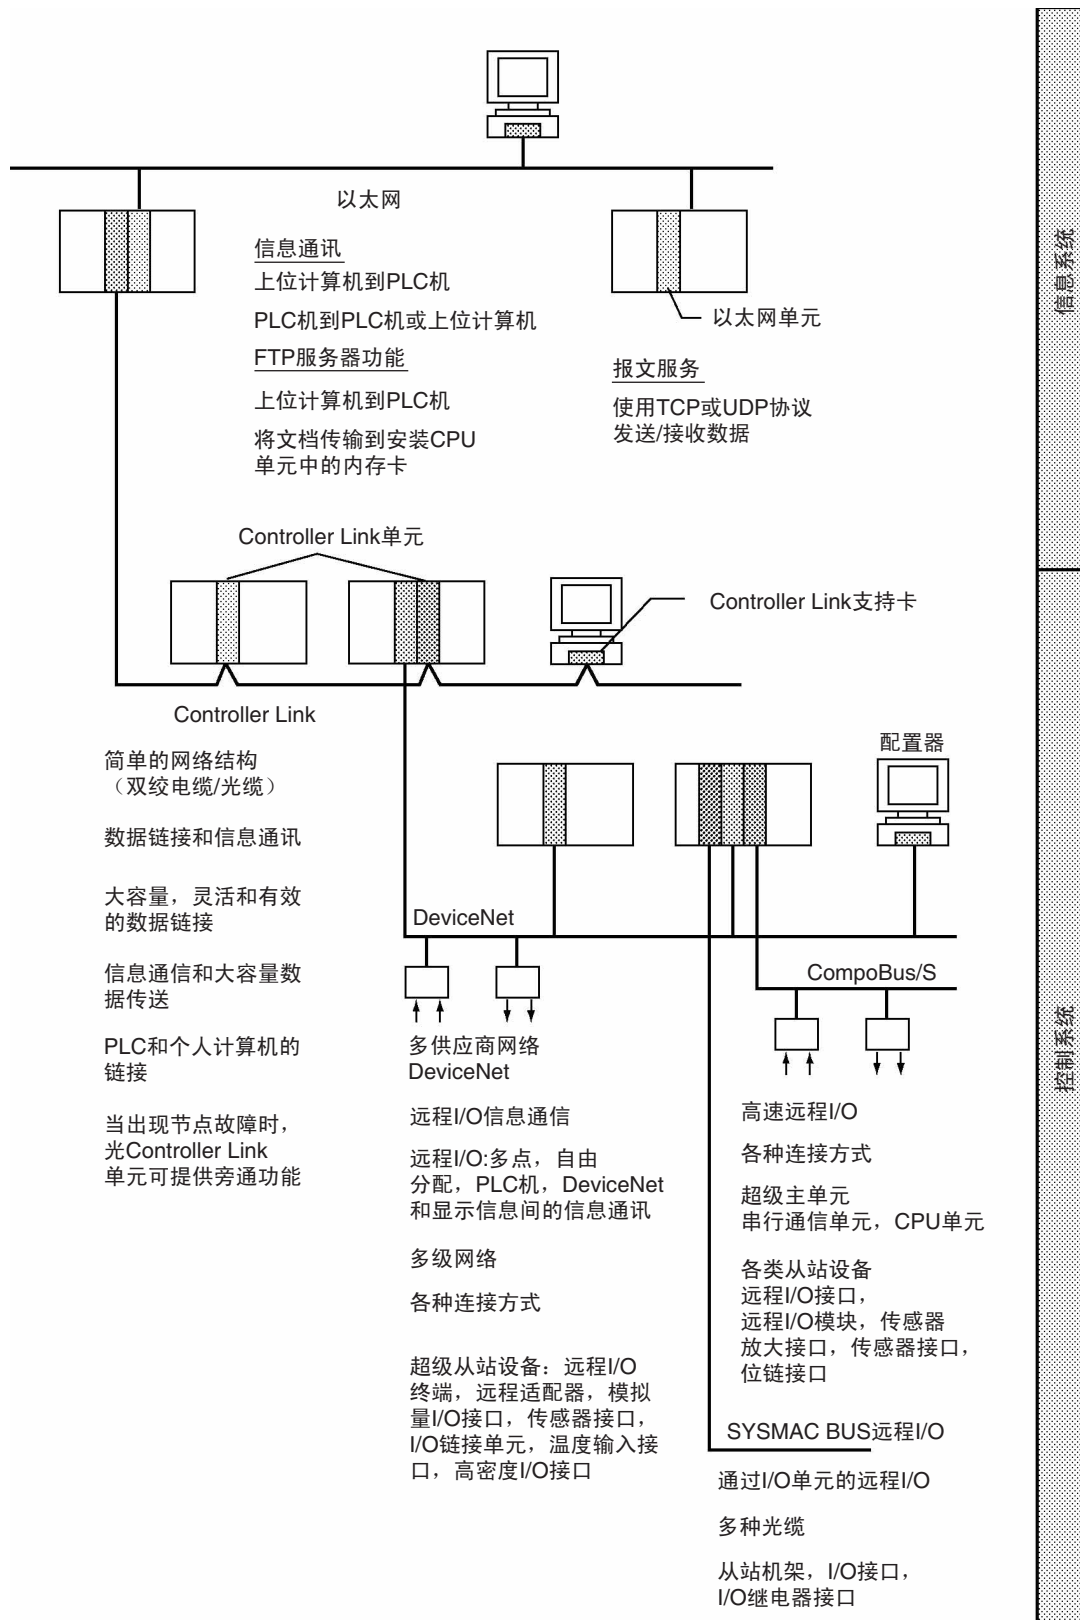 以太网
信息通讯
上位计算机到PLC机
PLC机到PLC机或上位计算机
FTP服务器功能
上位计算机到PLC机
将文档传输到安装CPU
单元中的内存卡
以太网单元
报文服务
使用TCP或UDP协议
发送/接收数据
信息系统
Controller Link单元
Controller Link支持卡
Controller Link
简单的网络结构
（双绞电缆/光缆）
数据链接和信息通讯
大容量，灵活和有效
的数据链接
信息通信和大容量数
据传送
PLC和个人计算机的
链接
当出现节点故障时，
光Controller Link
单元可提供旁通功能
配置器
DeviceNet
多供应商网络
DeviceNet
远程I/O信息通信
远程I/O:多点，自由
分配，PLC机，DeviceNet
和显示信息间的信息通讯
多级网络
各种连接方式
超级从站设备：远程I/O
终端，远程适配器，模拟
量I/O接口，传感器接口，
I/O链接单元，温度输入接
口，高密度I/O接口
CompoBus/S
高速远程I/O
各种连接方式
超级主单元
串行通信单元，CPU单元
各类从站设备
远程I/O接口，
远程I/O模块，传感器
放大接口，传感器接口，
位链接口
SYSMAC BUS远程I/O
通过I/O单元的远程I/O
多种光缆
从站机架，I/O接口，
I/O继电器接口
控制系统